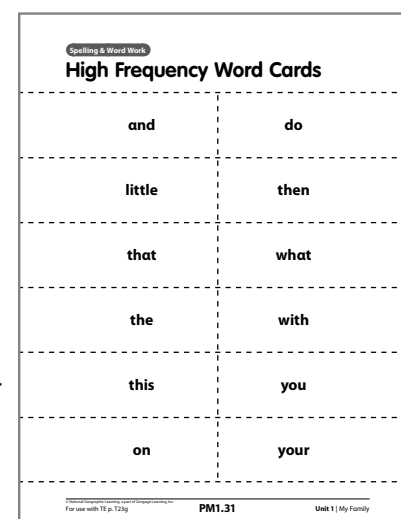 Spelling & Word Work
High Frequency Word Cards
and do
little then
that what
the with
this you
on your
© National Geographic Learning, a part of Cengage Learning, Inc.
For use with TE p. T23g PM1.31 Unit 1 | My Family